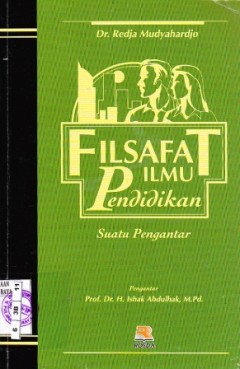 Dr. Redja Mudyahardjo
FILSAFAT
ILMU
Pendidikan
Suatu Pengantar
Pengantar
Prof. Dr. H. Ishak Abdulhak, M.Pd.